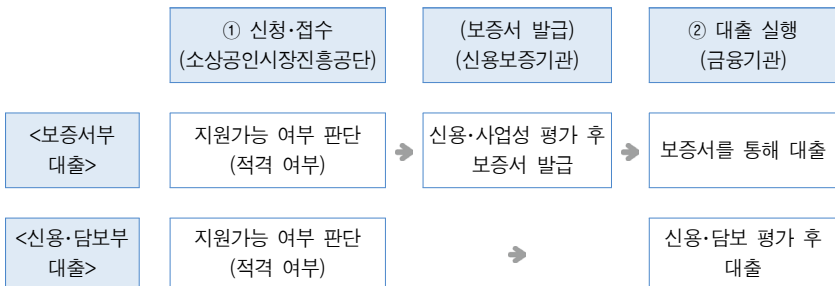 ① 신청·접수
(소상공인시장진흥공단)
(보증서 발급)
(신용보증기관)
② 대출 실행
(금융기관)
<보증서부
대출>
지원가능 여부 판단
(적격 여부)
신용·사업성 평가 후
보증서 발급
보증서를 통해 대출
<신용·담보부
대출>
지원가능 여부 판단
(적격 여부)
신용·담보 평가 후
대출